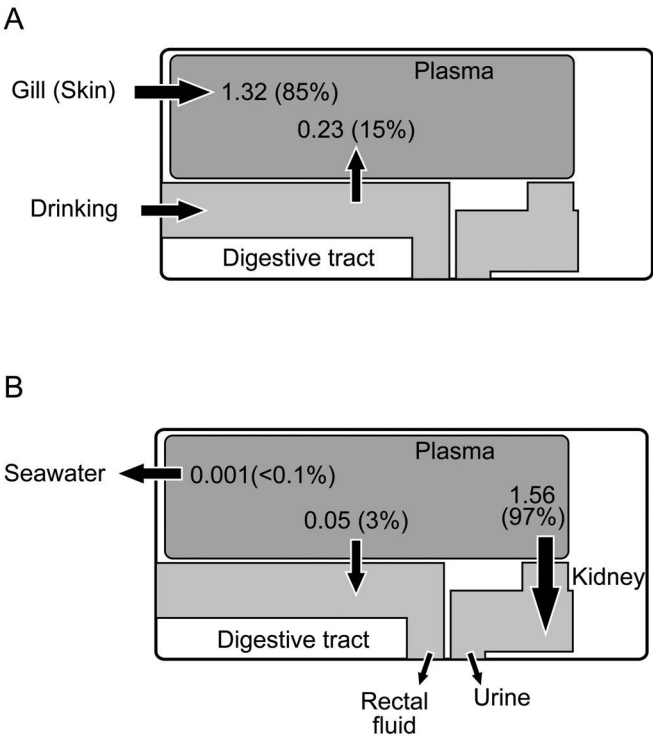 A
Plasma
Gill (Skin)
1.32 (85%)
0.23 (15%)
Drinking
Digestive tract
B
Plasma
Seawater
0.001(<0.1%)
1.56
(97%)
0.05 (3%)
Kidney
Digestive tract
Rectal
fluid
Urine